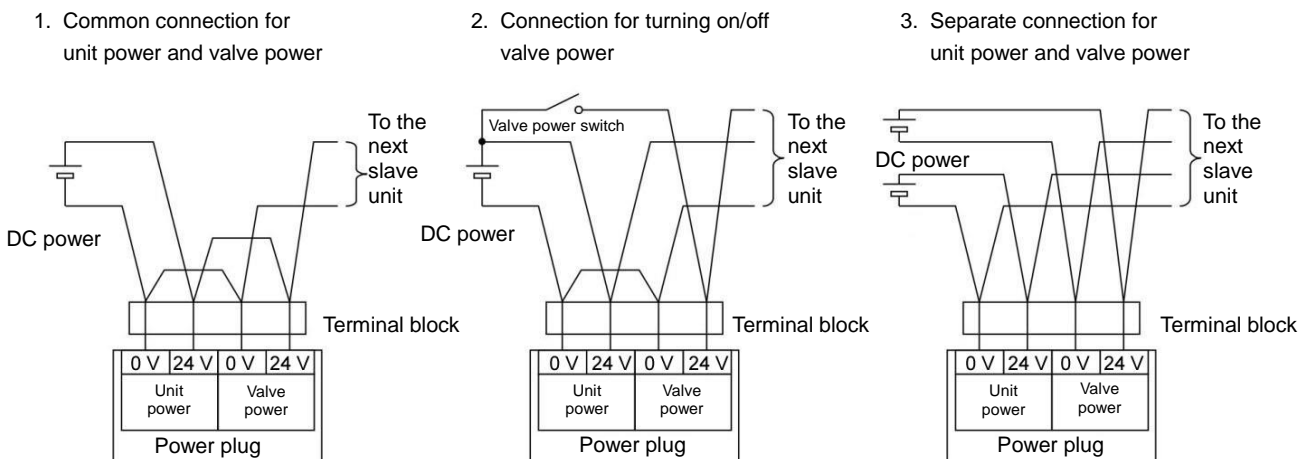 1. Common connection for
unit power and valve power
To the
next
slave
unit
DC power
Terminal block
0 V 24 V 0 V 24 V
Unit
power
Valve
power
Power plug
2. Connection for turning on/off
valve power
Valve power switch
To the
next
slave
unit
DC power
Terminal block
0 V 24 V 0 V 24 V
Unit
power
Valve
power
Power plug
3. Separate connection for
unit power and valve power
To the
next
slave
unit
DC power
Terminal block
0 V 24 V 0 V 24 V
Unit
power
Valve
power
Power plug